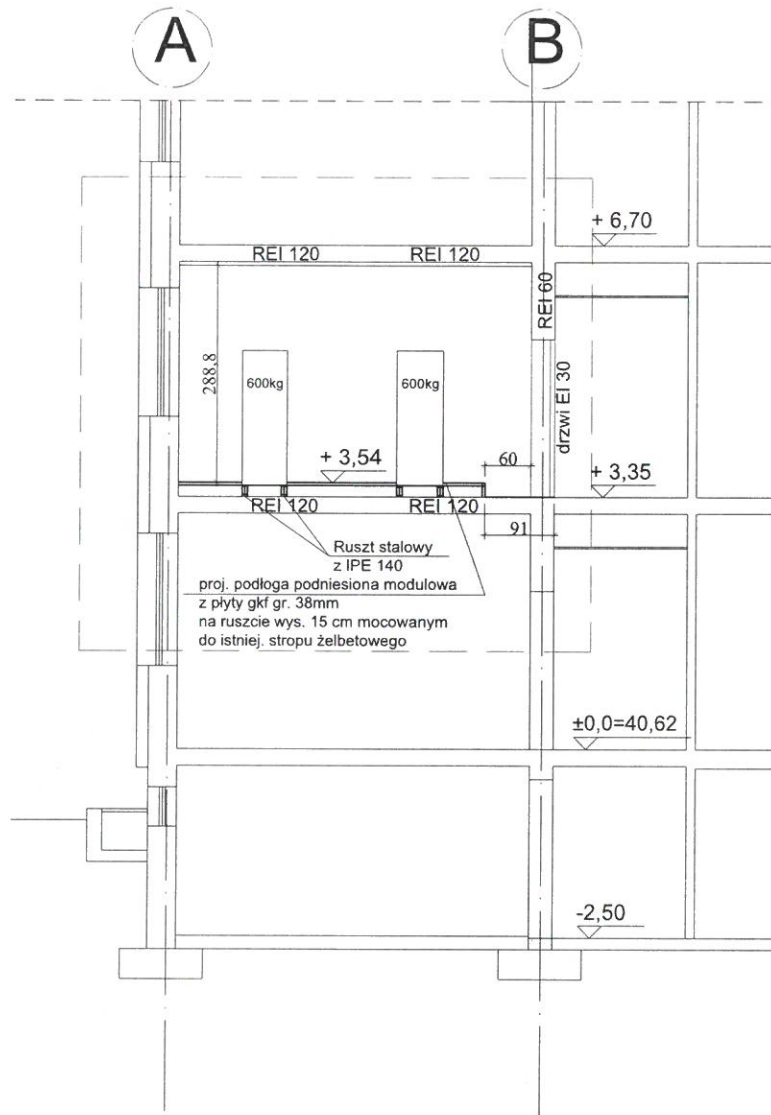 A
B
+ 6,70
REI 120
REI 120
REI 60
288,8
600kg
600kg
drzwi EI 30
+ 3,54
60
+ 3,35
REI 120
REI 120
91
Ruszt stalowy
z IPE 140
proj. podłoga podniesiona modulowa
z płyty gkf gr. 38mm
na ruszcie wys. 15 cm mocowanym
do istniej. stropu żelbetowego
±0,0=40,62
-2,50